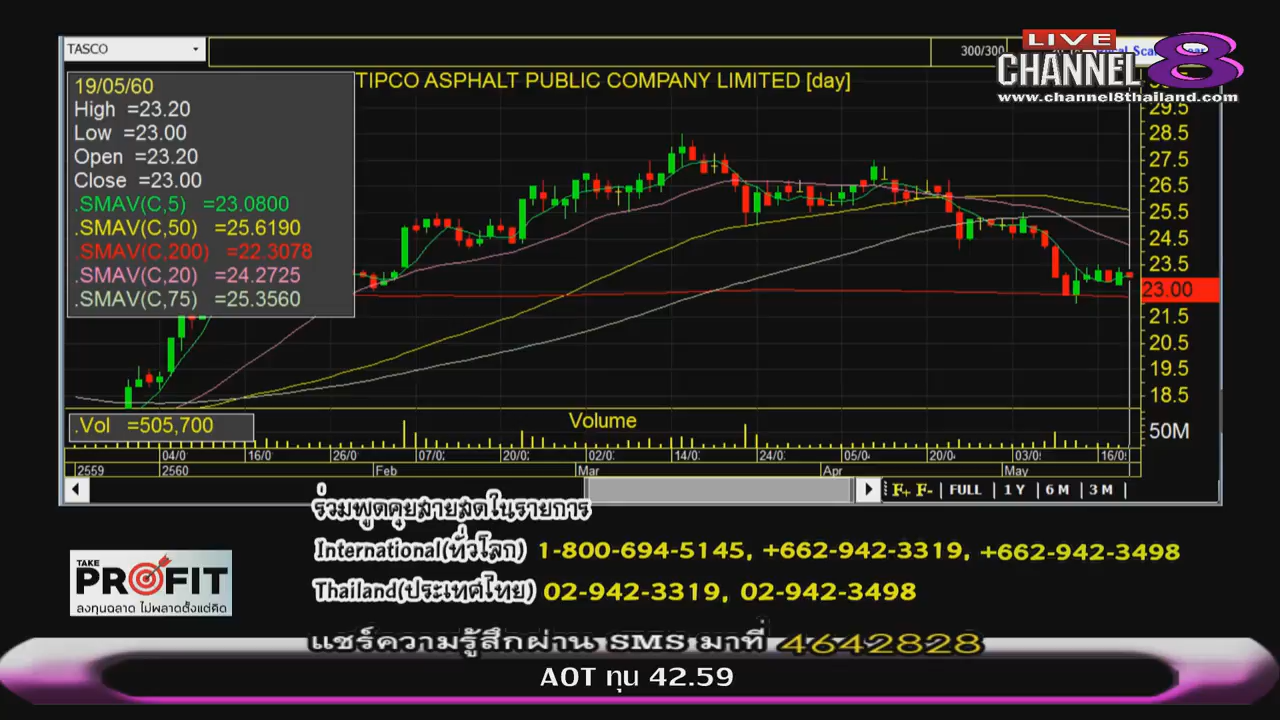 TASCO
300/300
LIVE
CHANNEL 8
www.channel8thailand.com
TIPCO ASPHALT PUBLIC COMPANY LIMITED [day]
19/05/60
High =23.20
Low =23.00
Open =23.20
Close =23.00
.SMAV(C,5) =23.0800
.SMAV(C,50) =25.6190
.SMAV(C,200) =22.3078
.SMAV(C,20) =24.2725
.SMAV(C,75) =25.3560
29.5
28.5
27.5
26.5
25.5
24.5
23.5
23.00
21.5
20.5
19.5
18.5
.Vol =505,700
Volume
50M
04/0 16/0 26/0 07/0 20/0 02/0 14/0 24/0 05/0 20/0 03/0 16/0
2559 2560 Feb Mar Apr May
F+ F- FULL 1 Y 6 M 3 M
0
ร่วมพูดคุยสายสดในรายการ
International(ทั่วโลก) 1-800-694-5145, +662-942-3319, +662-942-3498
Thailand(ประเทศไทย) 02-942-3319, 02-942-3498
TAKE
PROFIT
ลงทุนฉลาด ไม่พลาดตั้งแต่คิด
แชร์ความรู้สึกผ่าน SMS มาที่ 4642828
AOT ทุน 42.59